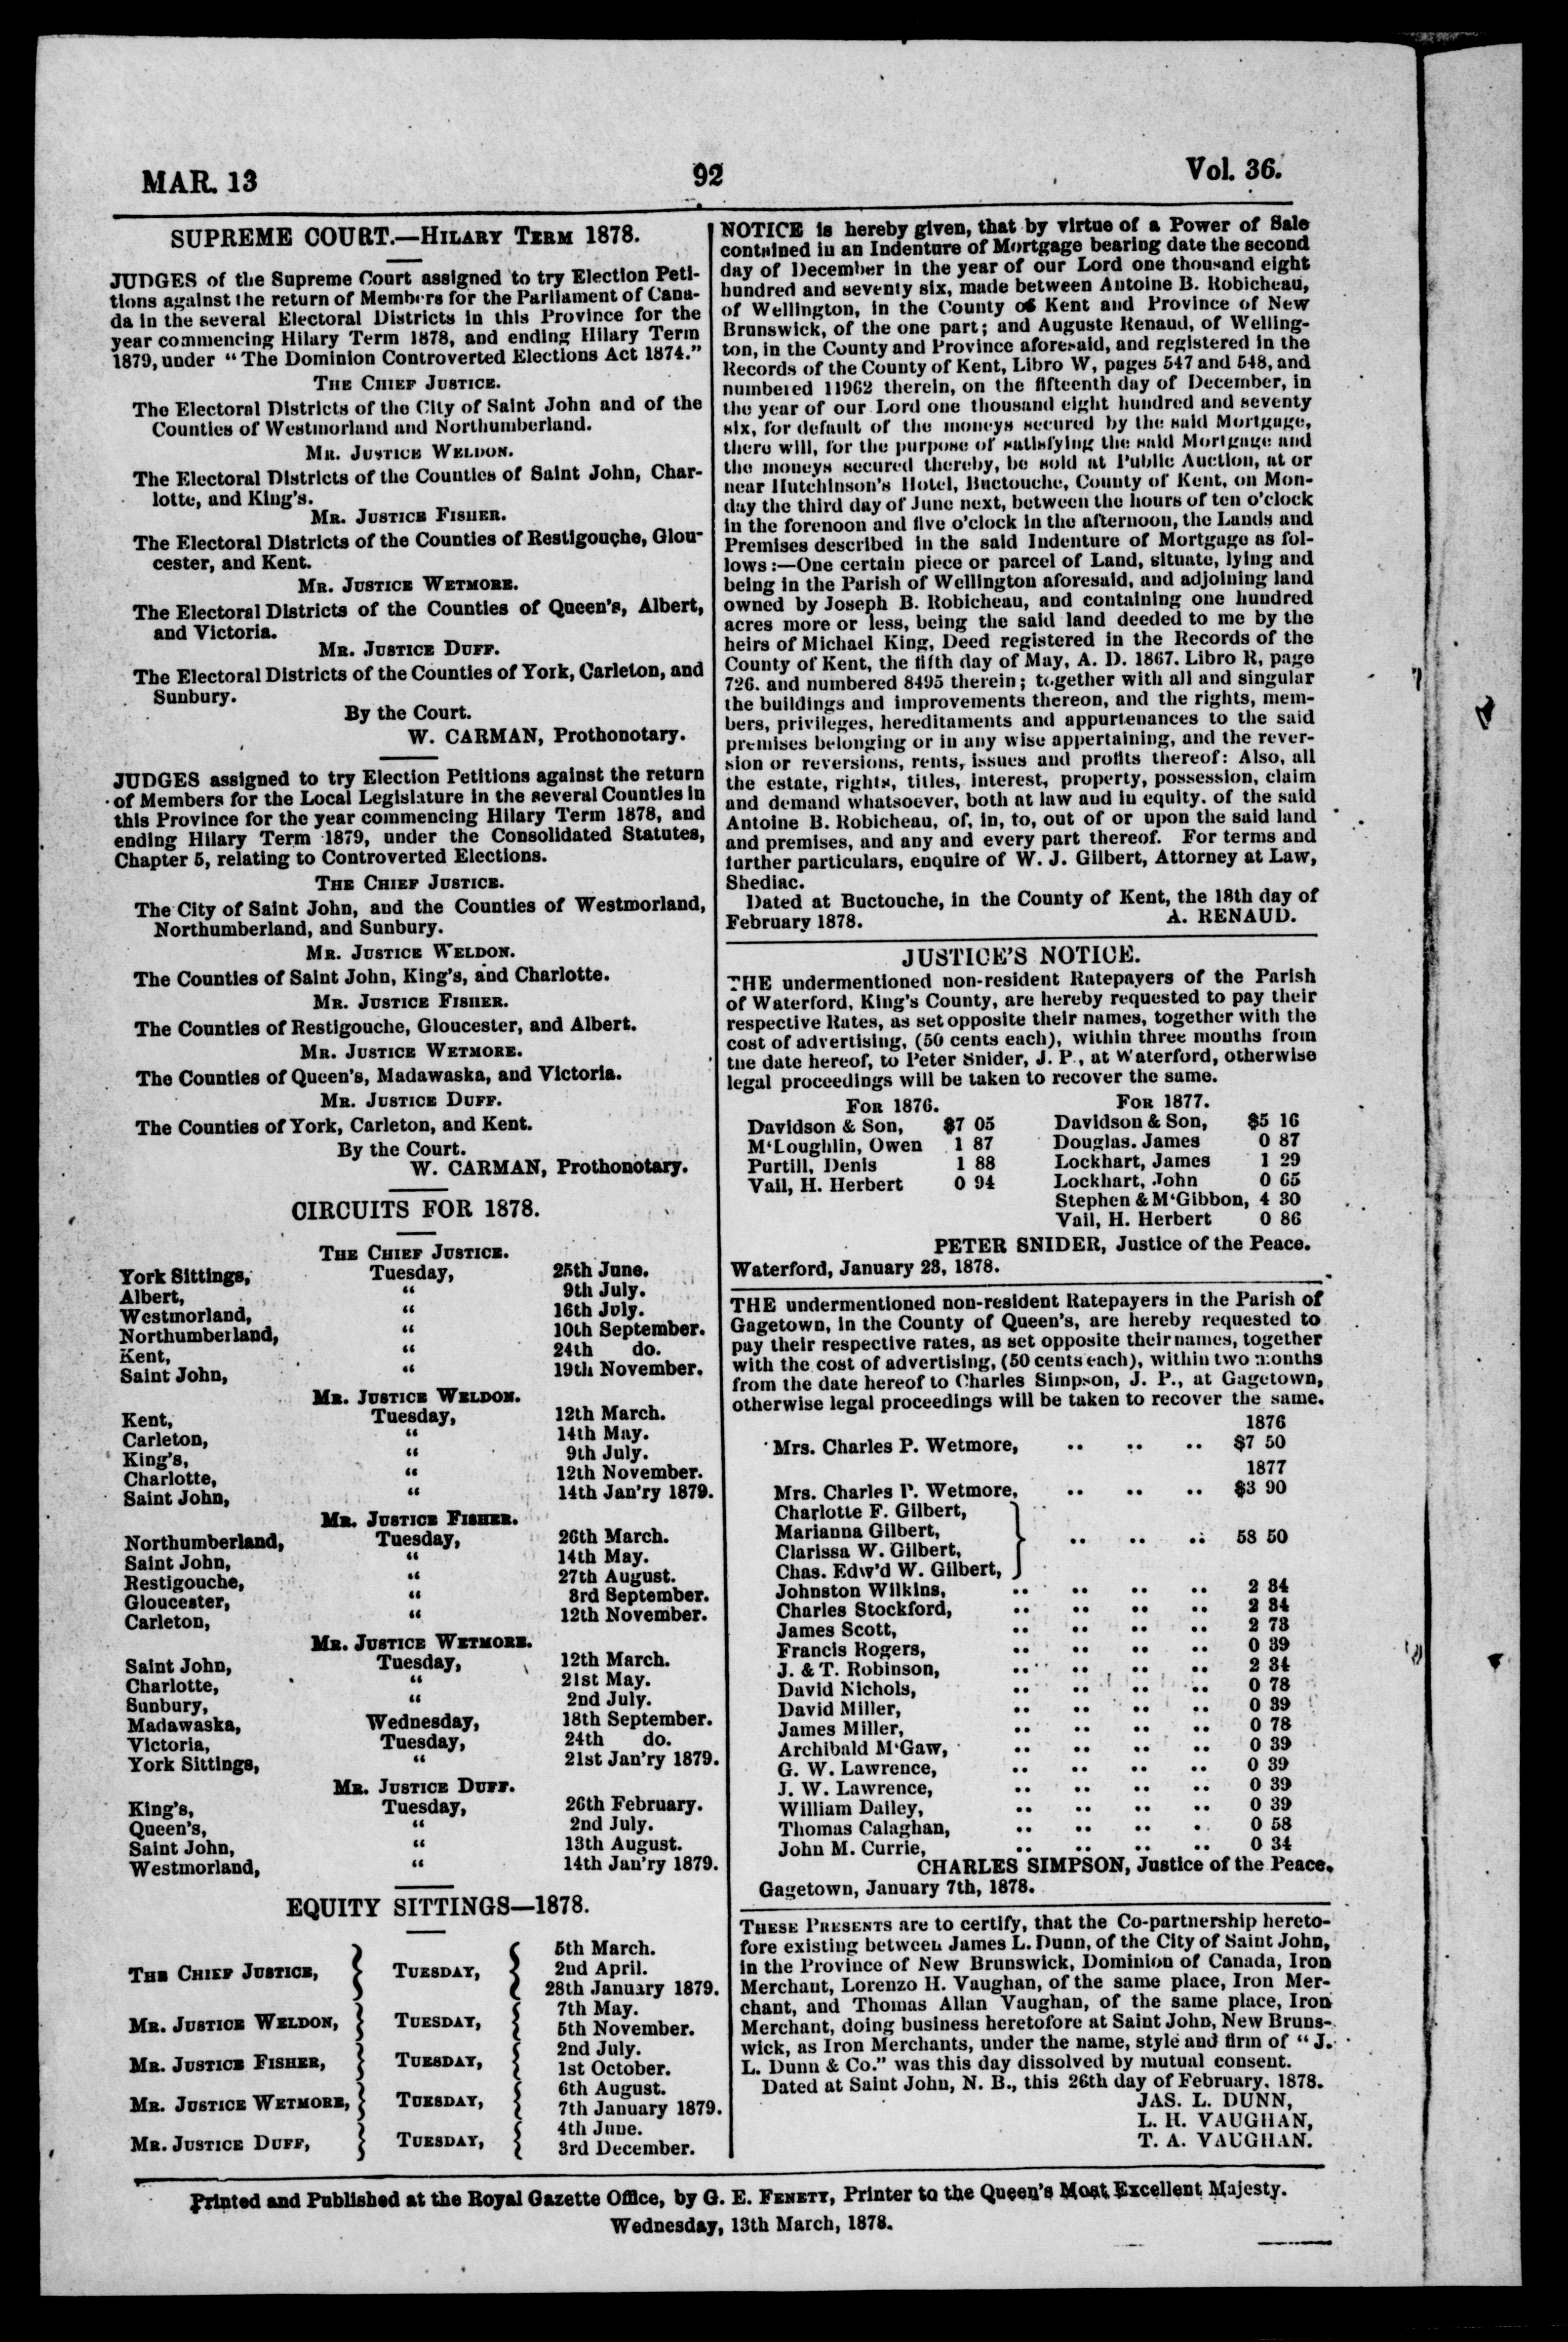 MAR. 13
92
Vol. 36.
SUPREME COURT.—HILARY TERM 1878.
JUDGES of the Supreme Court assigned to try Election Peti-
tions against the return of Members for the Parliament of Cana-
da in the several Electoral Districts in this Province for the
year commencing Hilary Term 1878, and ending Hilary Term
1879, under "The Dominion Controverted Elections Act 1874."
THE CHIEF JUSTICE.
The Electoral Districts of the City of Saint John and of the
Counties of Westmorland and Northumberland.
MR. JUSTICE WELDON.
The Electoral Districts of the Counties of Saint John, Char-
lotte, and King's.
MR. JUSTICE FISHER.
The Electoral Districts of the Counties of Restigouche, Glou-
cester, and Kent.
MR. JUSTICE WETMORE.
The Electoral Districts of the Counties of Queen's, Albert,
and Victoria.
MR. JUSTICE DUFF.
The Electoral Districts of the Counties of York, Carleton, and
Sunbury.
By the Court.
W. CARMAN, Prothonotary.
JUDGES assigned to try Election Petitions against the return
of Members for the Local Legislature in the several Counties in
this Province for the year commencing Hilary Term 1878, and
ending Hilary Term 1879, under the Consolidated Statutes,
Chapter 5, relating to Controverted Elections.
THE CHIEF JUSTICE.
The City of Saint John, and the Counties of Westmorland,
Northumberland, and Sunbury.
MR. JUSTICE WELDON.
The Counties of Saint John, King's, and Charlotte.
MR. JUSTICE FISHER.
The Counties of Restigouche, Gloucester, and Albert.
MR. JUSTICE WETMORE.
The Counties of Queen's, Madawaska, and Victoria.
MR. JUSTICE DUFF.
The Counties of York, Carleton, and Kent.
By the Court.
W. CARMAN, Prothonotary.
CIRCUITS FOR 1878.
THE CHIEF JUSTICE.
York Sittings, Tuesday, 25th June.
Albert, " 9th July.
Westmorland, " 16th July.
Northumberland, " 10th September.
Kent, " 24th do.
Saint John, " 19th November.
MR. JUSTICE WELDON.
Kent, Tuesday, 12th March.
Carleton, " 14th May.
King's, " 9th July.
Charlotte, " 12th November.
Saint John, " 14th Jan'ry 1879.
MR. JUSTICE FISHER.
Northumberland, Tuesday, 26th March.
Saint John, " 14th May.
Restigouche, " 27th August.
Gloucester, " 3rd September.
Carleton, " 12th November.
MR. JUSTICE WETMORE.
Saint John, Tuesday, 12th March.
Charlotte, " 21st May.
Sunbury, " 2nd July.
Madawaska, Wednesday, 18th September.
Victoria, Tuesday, 24th do.
York Sittings, " 21st Jan'ry 1879.
MR. JUSTICE DUFF.
King's, Tuesday, 26th February.
Queen's, " 2nd July.
Saint John, " 13th August.
Westmorland, " 14th Jan'ry 1879.
EQUITY SITTINGS—1878.
5th March.
THE CHIEF JUSTICE, TUESDAY, 2nd April.
28th January 1879.
MR. JUSTICE WELDON, TUESDAY, 7th May.
5th November.
MR. JUSTICE FISHER, TUESDAY, 2nd July.
1st October.
MR. JUSTICE WETMORE, TUESDAY, 6th August.
7th January 1879.
MR. JUSTICE DUFF, TUESDAY, 4th June.
3rd December.
NOTICE is hereby given, that by virtue of a Power of Sale
contained in an Indenture of Mortgage bearing date the second
day of December in the year of our Lord one thousand eight
hundred and seventy six, made between Antoine B. Robicheau,
of Wellington, in the County of Kent and Province of New
Brunswick, of the one part; and Auguste Renaud, of Welling-
ton, in the County and Province aforesaid, and registered in the
Records of the County of Kent, Libro W, pages 547 and 548, and
numbered 11962 therein, on the fifteenth day of December, in
the year of our Lord one thousand eight hundred and seventy
six, for default of the moneys secured by the said Mortgage,
there will, for the purpose of satisfying the said Mortgage and
the moneys secured thereby, be sold at Public Auction, at or
near Hutchinson's Hotel, Buctouche, County of Kent, on Mon-
day the third day of June next, between the hours of ten o'clock
in the forenoon and five o'clock in the afternoon, the Lands and
Premises described in the said Indenture of Mortgage as fol-
lows:—One certain piece or parcel of Land, situate, lying and
being in the Parish of Wellington aforesaid, and adjoining land
owned by Joseph B. Robicheau, and containing one hundred
acres more or less, being the said land deeded to me by the
heirs of Michael King, Deed registered in the Records of the
County of Kent, the fifth day of May, A. D. 1867. Libro R, page
726. and numbered 8495 therein; together with all and singular
the buildings and improvements thereon, and the rights, mem-
bers, privileges, hereditaments and appurtenances to the said
premises belonging or in any wise appertaining, and the rever-
sion or reversions, rents, issues and profits thereof: Also, all
the estate, rights, titles, interest, property, possession, claim
and demand whatsoever, both at law and in equity. of the said
Antoine B. Robicheau, of, in, to, out of or upon the said land
and premises, and any and every part thereof. For terms and
further particulars, enquire of W. J. Gilbert, Attorney at Law,
Shediac.
Dated at Buctouche, in the County of Kent, the 18th day of
February 1878. A. RENAUD.
JUSTICE'S NOTICE.
THE undermentioned non-resident Ratepayers of the Parish
of Waterford, King's County, are hereby requested to pay their
respective Rates, as set opposite their names, together with the
cost of advertising, (50 cents each), within three months from
the date hereof, to Peter Snider, J. P., at Waterford, otherwise
legal proceedings will be taken to recover the same.
FOR 1876.
Davidson & Son, $7 05
M'Loughlin, Owen 1 87
Purtill, Denis 1 88
Vail, H. Herbert 0 94
FOR 1877.
Davidson & Son, $5 16
Douglas. James 0 87
Lockhart, James 1 29
Lockhart, John 0 65
Stephen & M'Gibbon, 4 30
Vail, H. Herbert 0 86
PETER SNIDER, Justice of the Peace.
Waterford, January 23, 1878.
THE undermentioned non-resident Ratepayers in the Parish of
Gagetown, in the County of Queen's, are hereby requested to
pay their respective rates, as set opposite their names, together
with the cost of advertising, (50 cents each), within two months
from the date hereof to Charles Simpson, J. P., at Gagetown,
otherwise legal proceedings will be taken to recover the same.
1876
Mrs. Charles P. Wetmore, .. .. .. $7 50
1877
Mrs. Charles P. Wetmore, .. .. .. $3 90
Charlotte F. Gilbert,
Marianna Gilbert,
Clarissa W. Gilbert,
Chas. Edw'd W. Gilbert, .. .. .. 58 50
Johnston Wilkins, .. .. .. .. 2 34
Charles Stockford, .. .. .. .. 2 34
James Scott, .. .. .. .. 2 73
Francis Rogers, .. .. .. .. 0 39
J. & T. Robinson, .. .. .. .. 2 34
David Nichols, .. .. .. .. 0 78
David Miller, .. .. .. .. 0 39
James Miller, .. .. .. .. 0 78
Archibald M'Gaw, .. .. .. .. 0 39
G. W. Lawrence, .. .. .. .. 0 39
J. W. Lawrence, .. .. .. .. 0 39
William Dailey, .. .. .. .. 0 39
Thomas Calaghan, .. .. .. . 0 58
John M. Currie, .. .. .. .. 0 34
CHARLES SIMPSON, Justice of the Peace.
Gagetown, January 7th, 1878.
THESE PRESENTS are to certify, that the Co-partnership hereto-
fore existing between James L. Dunn, of the City of Saint John,
in the Province of New Brunswick, Dominion of Canada, Iron
Merchant, Lorenzo H. Vaughan, of the same place, Iron Mer-
chant, and Thomas Allan Vaughan, of the same place, Iron
Merchant, doing business heretofore at Saint John, New Bruns-
wick, as Iron Merchants, under the name, style and firm of "J.
L. Dunn & Co." was this day dissolved by mutual consent.
Dated at Saint John, N. B., this 26th day of February, 1878.
JAS. L. DUNN,
L. H. VAUGHAN,
T. A. VAUGHAN.
Printed and Published at the Royal Gazette Office, by G. E. FENETY, Printer to the Queen's Most Excellent Majesty.
Wednesday, 13th March, 1878.